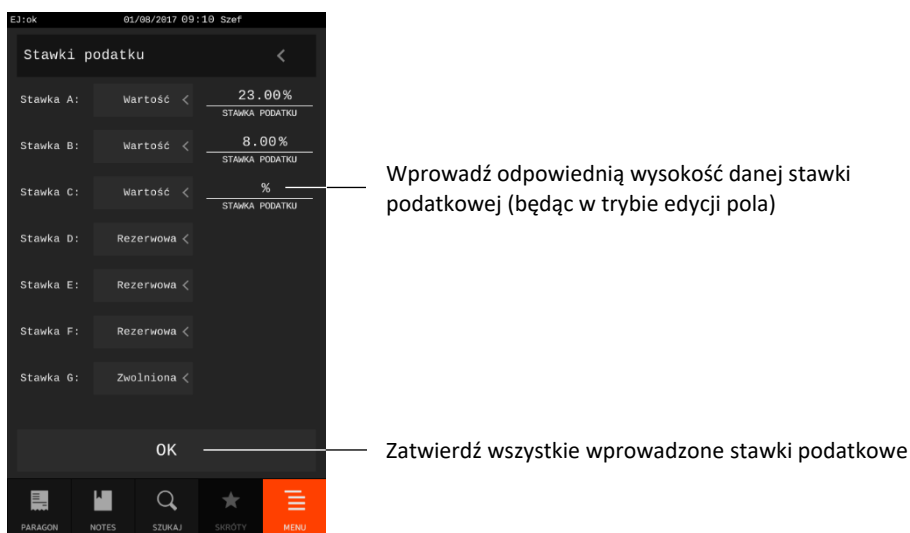 EJ:ok 01/08/2017 09:10 Szef
Stawki podatku <
Stawka A: Wartość < 23.00%
STAWKA PODATKU
Stawka B: Wartość < 8.00%
STAWKA PODATKU
Stawka C: Wartość < %
STAWKA PODATKU
Wprowadź odpowiednią wysokość danej stawki
podatkowej (będąc w trybie edycji pola)
Stawka D: Rezerwowa <
Stawka E: Rezerwowa <
Stawka F: Rezerwowa <
Stawka G: Zwolniona <
OK
Zatwierdź wszystkie wprowadzone stawki podatkowe
PARAGON NOTES SZUKAJ SKRÓTY MENU